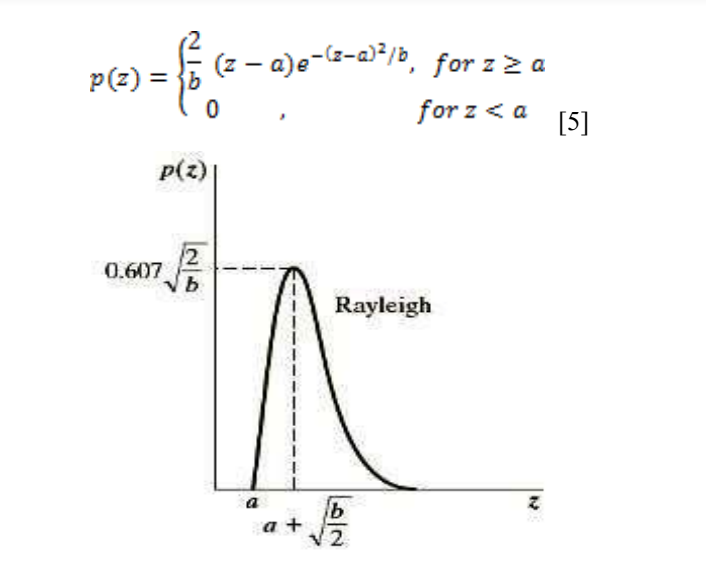 p(z) = { 2/b (z − a)e^−(z−a)²/b, for z ≥ a
0 , for z < a [5]
p(z)
0.607 √(2/b)
Rayleigh
a
z
a + √(b/2)